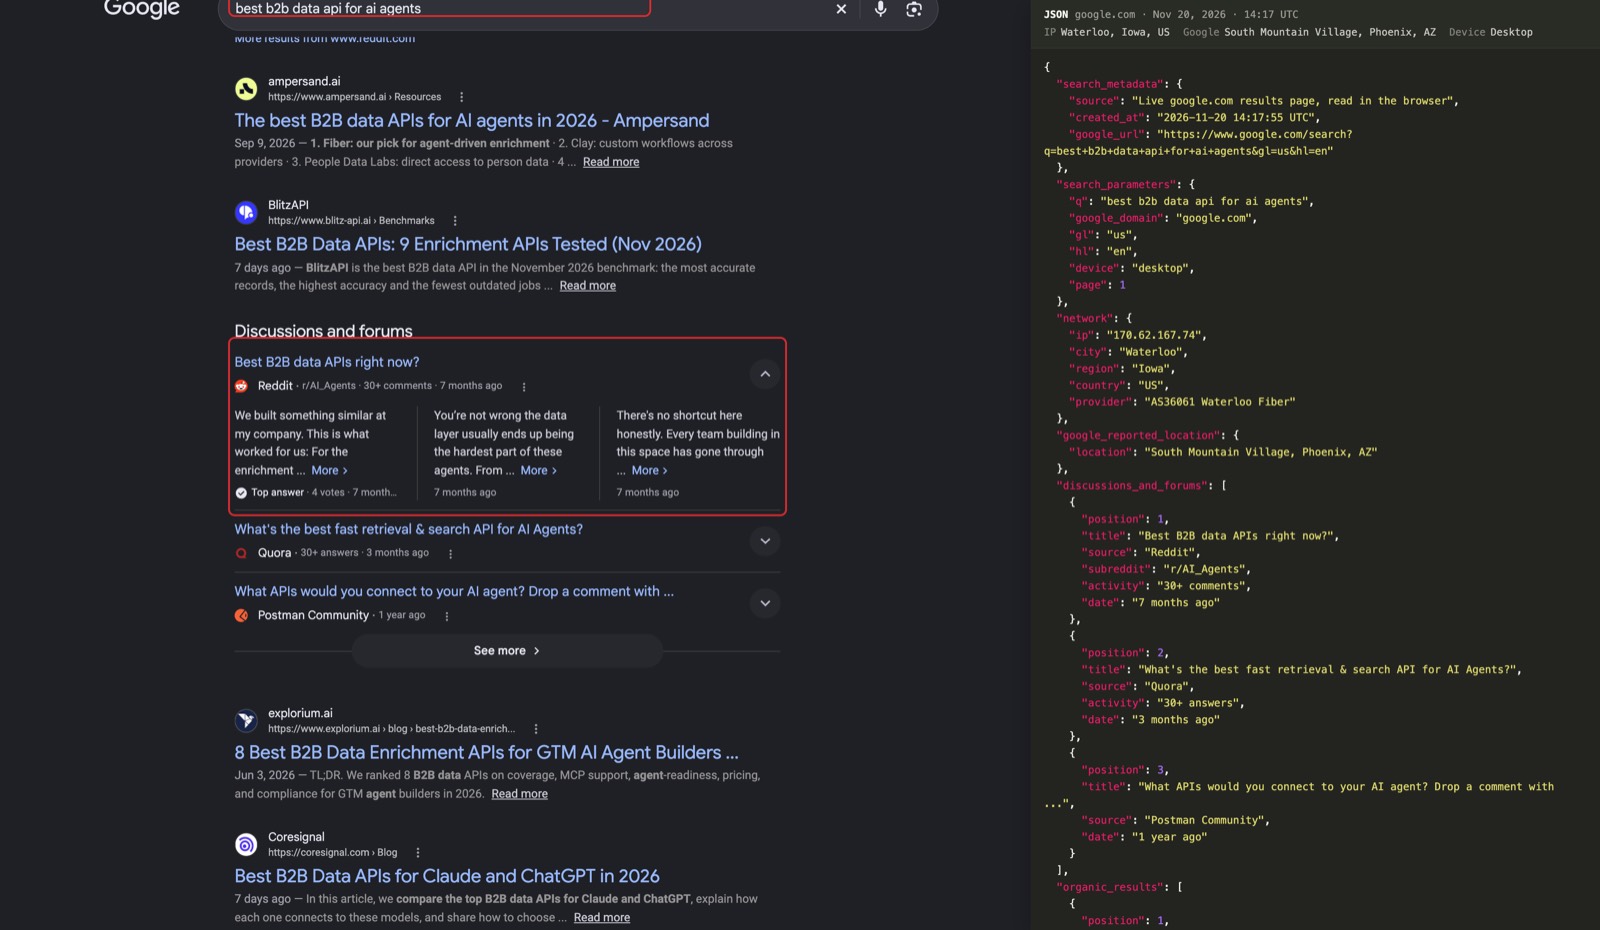 Google
best b2b data api for ai agents
More results from www.reddit.com
ampersand.ai
https://www.ampersand.ai › Resources
The best B2B data APIs for AI agents in 2026 - Ampersand
Sep 9, 2026 — 1. Fiber: our pick for agent-driven enrichment · 2. Clay: custom workflows across
providers · 3. People Data Labs: direct access to person data · 4 ... Read more
BlitzAPI
https://www.blitz-api.ai › Benchmarks
Best B2B Data APIs: 9 Enrichment APIs Tested (Nov 2026)
7 days ago — BlitzAPI is the best B2B data API in the November 2026 benchmark: the most accurate
records, the highest accuracy and the fewest outdated jobs ... Read more
Discussions and forums
Best B2B data APIs right now?
Reddit · r/AI_Agents · 30+ comments · 7 months ago
We built something similar at
my company. This is what
worked for us: For the
enrichment ... More ›
Top answer · 4 votes · 7 month...
You're not wrong the data
layer usually ends up being
the hardest part of these
agents. From ... More ›
7 months ago
There's no shortcut here
honestly. Every team building in
this space has gone through
... More ›
7 months ago
What's the best fast retrieval & search API for AI Agents?
Quora · 30+ answers · 3 months ago
What APIs would you connect to your AI agent? Drop a comment with ...
Postman Community · 1 year ago
See more ›
explorium.ai
https://www.explorium.ai › blog › best-b2b-data-enrich...
8 Best B2B Data Enrichment APIs for GTM AI Agent Builders ...
Jun 3, 2026 — TL;DR. We ranked 8 B2B data APIs on coverage, MCP support, agent-readiness, pricing,
and compliance for GTM agent builders in 2026. Read more
Coresignal
https://coresignal.com › Blog
Best B2B Data APIs for Claude and ChatGPT in 2026
7 days ago — In this article, we compare the top B2B data APIs for Claude and ChatGPT, explain how
each one connects to these models, and share how to choose ... Read more
JSON google.com · Nov 20, 2026 · 14:17 UTC
IP Waterloo, Iowa, US Google South Mountain Village, Phoenix, AZ Device Desktop
{
"search_metadata": {
"source": "Live google.com results page, read in the browser",
"created_at": "2026-11-20 14:17:55 UTC",
"google_url": "https://www.google.com/search?
q=best+b2b+data+api+for+ai+agents&gl=us&hl=en"
},
"search_parameters": {
"q": "best b2b data api for ai agents",
"google_domain": "google.com",
"gl": "us",
"hl": "en",
"device": "desktop",
"page": 1
},
"network": {
"ip": "170.62.167.74",
"city": "Waterloo",
"region": "Iowa",
"country": "US",
"provider": "AS36061 Waterloo Fiber"
},
"google_reported_location": {
"location": "South Mountain Village, Phoenix, AZ"
},
"discussions_and_forums": [
{
"position": 1,
"title": "Best B2B data APIs right now?",
"source": "Reddit",
"subreddit": "r/AI_Agents",
"activity": "30+ comments",
"date": "7 months ago"
},
{
"position": 2,
"title": "What's the best fast retrieval & search API for AI Agents?",
"source": "Quora",
"activity": "30+ answers",
"date": "3 months ago"
},
{
"position": 3,
"title": "What APIs would you connect to your AI agent? Drop a comment with
...",
"source": "Postman Community",
"date": "1 year ago"
}
],
"organic_results": [
{
"position": 1,